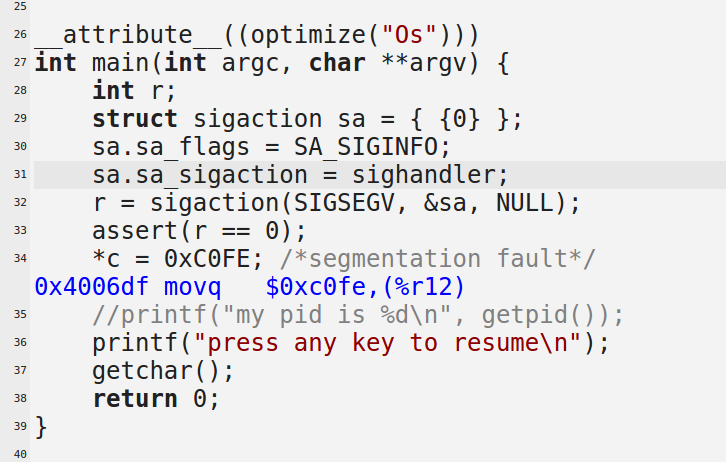 25
26 __attribute__((optimize("Os")))
27 int main(int argc, char **argv) {
28     int r;
29     struct sigaction sa = { {0} };
30     sa.sa_flags = SA_SIGINFO;
31     sa.sa_sigaction = sighandler;
32     r = sigaction(SIGSEGV, &sa, NULL);
33     assert(r == 0);
34     *c = 0xC0FE; /*segmentation fault*/
0x4006df movq   $0xc0fe,(%r12)
35     //printf("my pid is %d\n", getpid());
36     printf("press any key to resume\n");
37     getchar();
38     return 0;
39 }
40